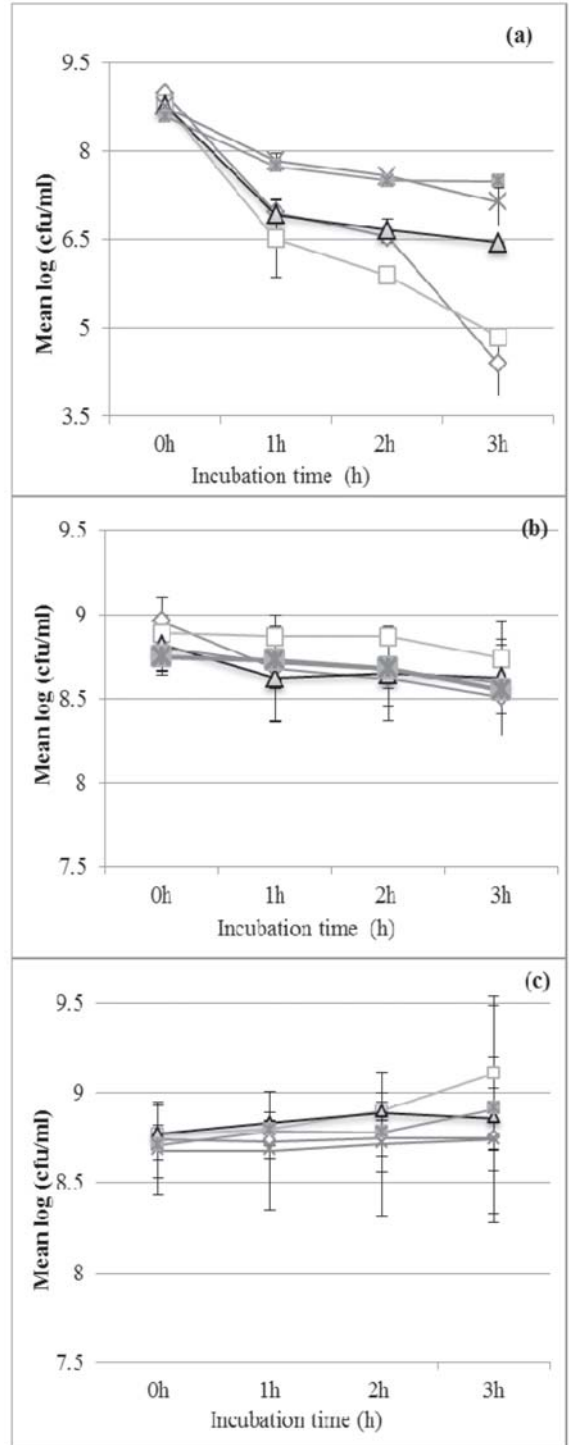 (a)
9.5
8
6.5
5
3.5
Mean log (cfu/ml)
0h 1h 2h 3h
Incubation time (h)
(b)
9.5
9
8.5
8
7.5
Mean log (cfu/ml)
0h 1h 2h 3h
Incubation time (h)
(c)
9.5
9
8.5
8
7.5
Mean log (cfu/ml)
0h 1h 2h 3h
Incubation time (h)